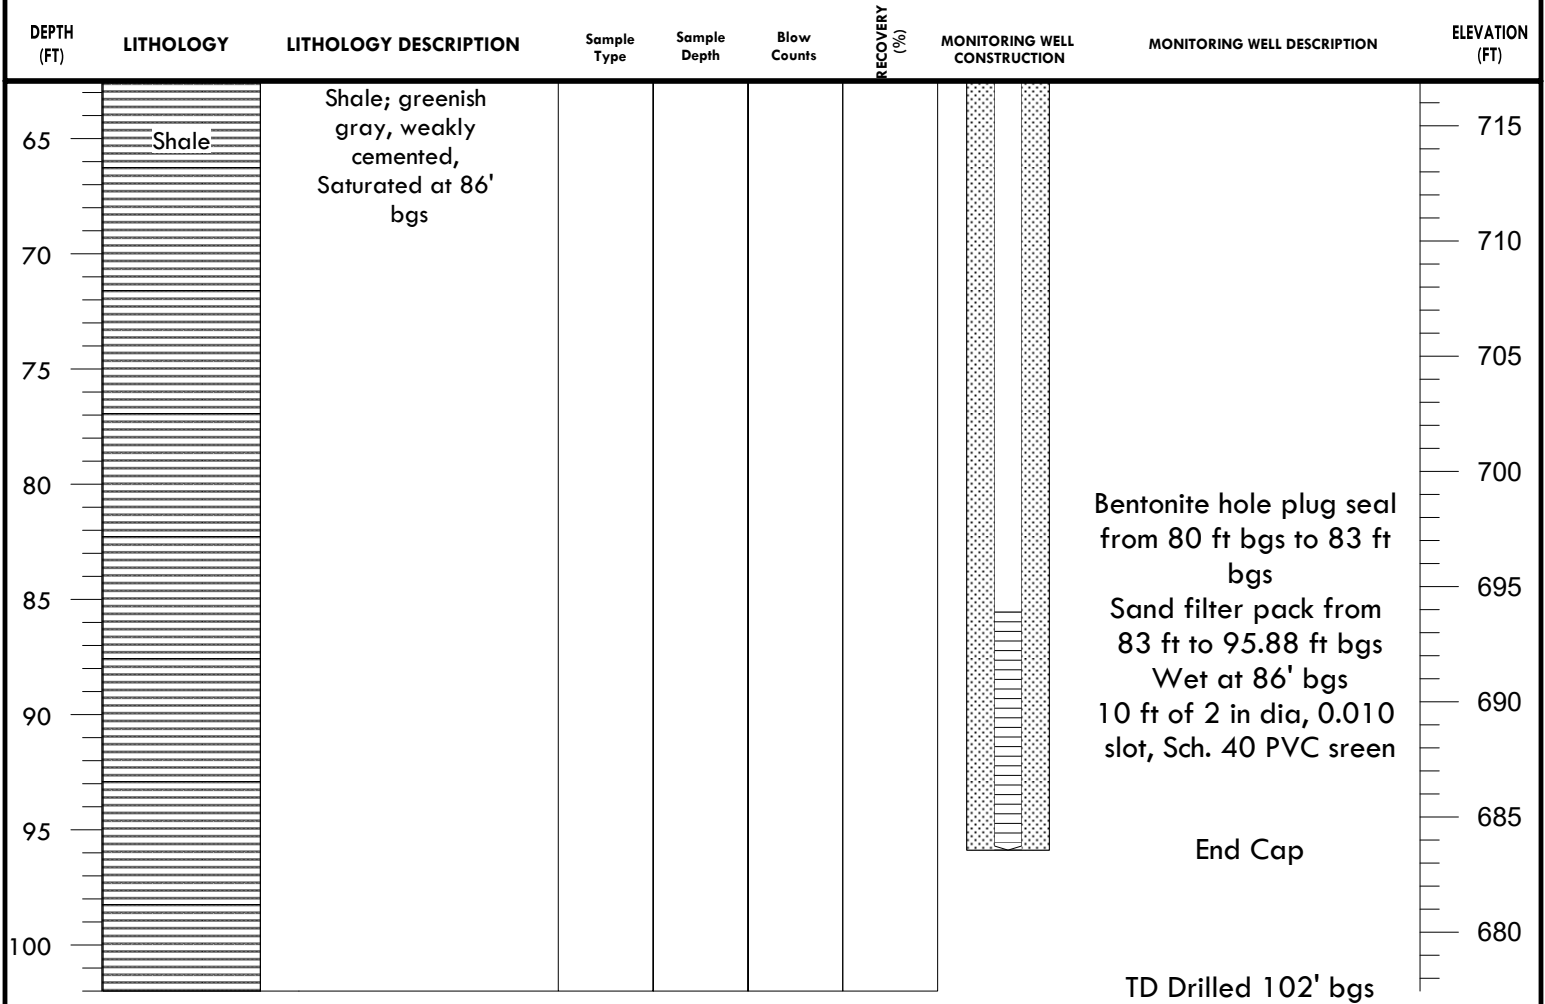 DEPTH
(FT)
LITHOLOGY
LITHOLOGY DESCRIPTION
Sample
Type
Sample
Depth
Blow
Counts
RECOVERY
(%)
MONITORING WELL
CONSTRUCTION
MONITORING WELL DESCRIPTION
ELEVATION
(FT)
65
70
75
80
85
90
95
100
Shale
Shale; greenish
gray, weakly
cemented,
Saturated at 86'
bgs
Bentonite hole plug seal
from 80 ft bgs to 83 ft
bgs
Sand filter pack from
83 ft to 95.88 ft bgs
Wet at 86' bgs
10 ft of 2 in dia, 0.010
slot, Sch. 40 PVC sreen
End Cap
TD Drilled 102' bgs
715
710
705
700
695
690
685
680